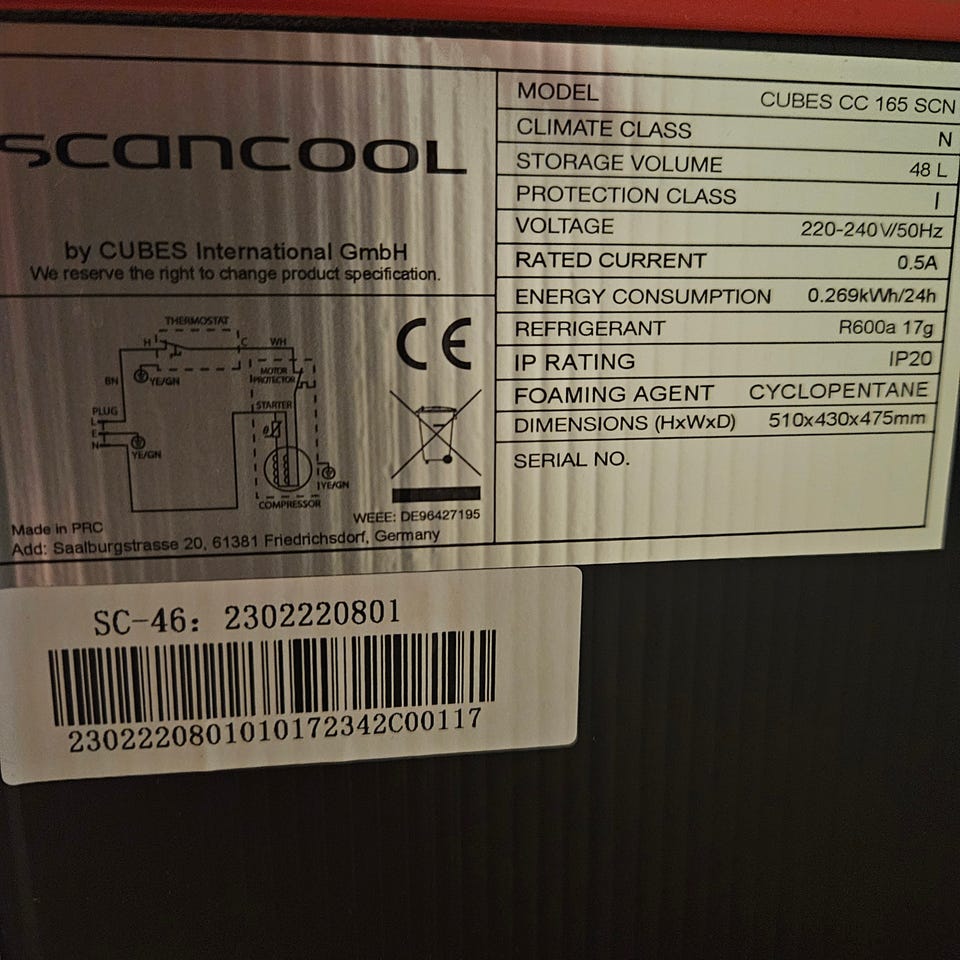 scancool
by CUBES International GmbH
We reserve the right to change product specification.
THERMOSTAT
H C WH
BN YE/GN
MOTOR
PROTECTOR
PLUG
STARTER
L
E
N
YE/GN
YE/GN
COMPRESSOR
WEEE: DE96427195
Made in PRC
Add: Saalburgstrasse 20, 61381 Friedrichsdorf, Germany
CE
MODEL CUBES CC 165 SCN
CLIMATE CLASS N
STORAGE VOLUME 48 L
PROTECTION CLASS I
VOLTAGE 220-240V/50Hz
RATED CURRENT 0.5A
ENERGY CONSUMPTION 0.269kWh/24h
REFRIGERANT R600a 17g
IP RATING IP20
FOAMING AGENT CYCLOPENTANE
DIMENSIONS (HxWxD) 510x430x475mm
SERIAL NO.
SC-46: 2302220801
2302220801010172342C00117